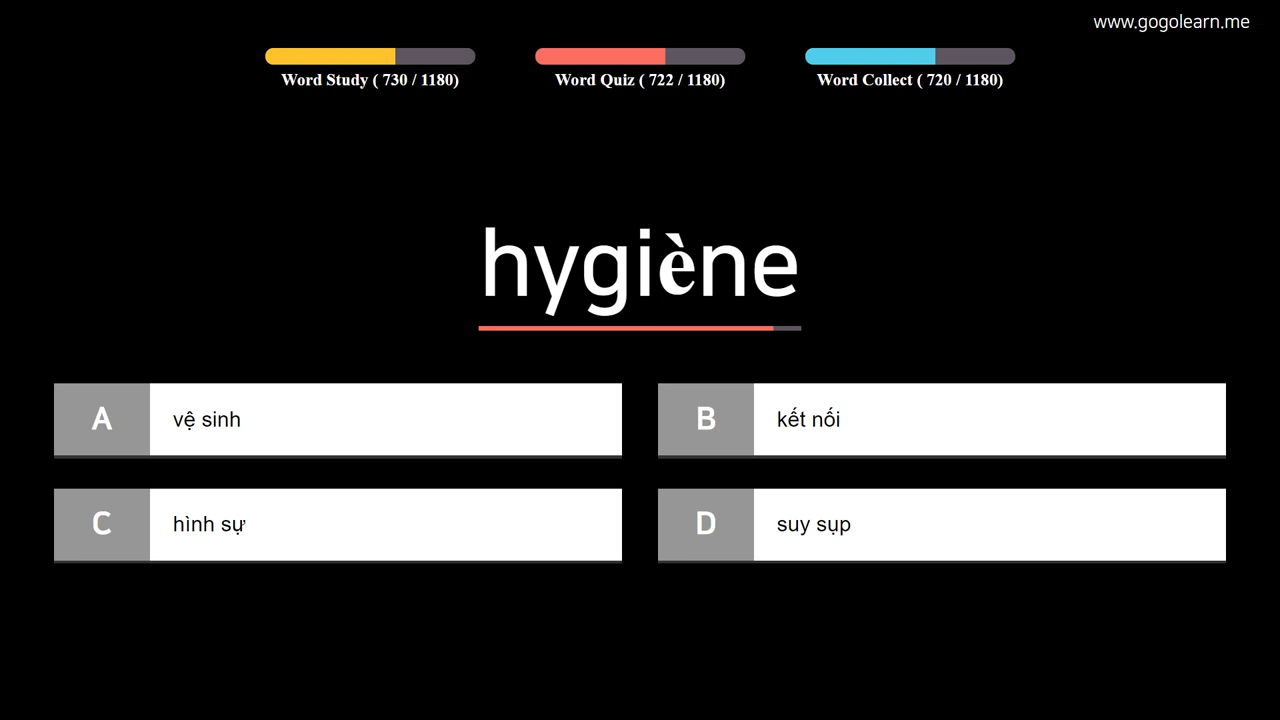 www.gogolearn.me
Word Study ( 730 / 1180)
Word Quiz ( 722 / 1180)
Word Collect ( 720 / 1180)
hygiène
A vệ sinh
B kết nối
C hình sự
D suy sụp